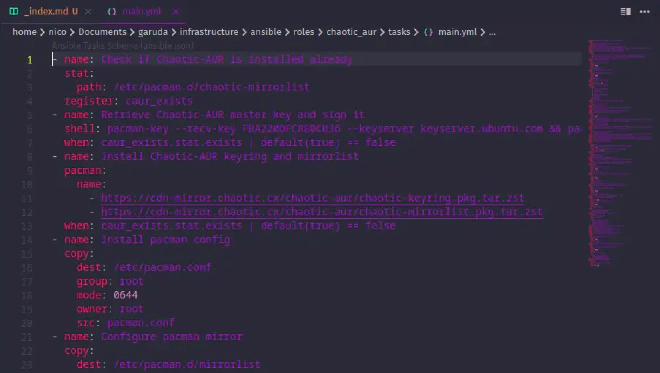 _index.md U × {} main.yml ×
home > nico > Documents > garuda > infrastructure > ansible > roles > chaotic_aur > tasks > {} main.yml > ...
Ansible Tasks Schema (ansible.json)
1 - name: Check if Chaotic-AUR is installed already
2 stat:
3 path: /etc/pacman.d/chaotic-mirrorlist
4 register: caur_exists
5 - name: Retrieve Chaotic-AUR master key and sign it
6 shell: pacman-key --recv-key --keyserver keyserver.ubuntu.com && pa
7 when: caur_exists.stat.exists | default(true) == false
8 - name: install Chaotic-AUR keyring and mirrorlist
9 pacman:
10 name:
11 - https://cdn-mirror.chaotic.cx/chaotic-aur/chaotic-keyring.pkg.tar.zst
12 - https://cdn-mirror.chaotic.cx/chaotic-aur/chaotic-mirrorlist.pkg.tar.zst
13 when: caur_exists.stat.exists | default(true) == false
14 - name: install pacman config
15 copy:
16 dest: /etc/pacman.conf
17 group: root
18 mode: 0644
19 owner: root
20 src: pacman.conf
21 - name: Configure pacman mirror
22 copy:
23 dest: /etc/pacman.d/mirrorlist